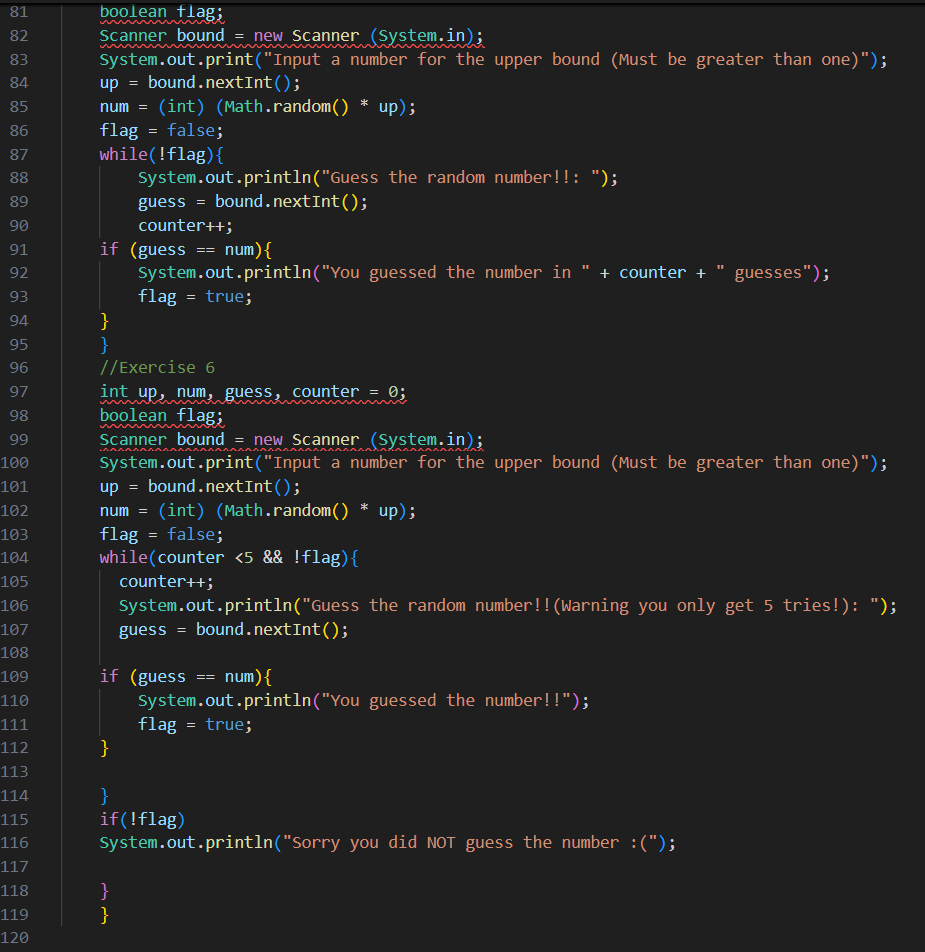 81 boolean flag;
82 Scanner bound = new Scanner (System.in);
83 System.out.print("Input a number for the upper bound (Must be greater than one)");
84 up = bound.nextInt();
85 num = (int) (Math.random() * up);
86 flag = false;
87 while(!flag){
88 System.out.println("Guess the random number!!: ");
89 guess = bound.nextInt();
90 counter++;
91 if (guess == num){
92 System.out.println("You guessed the number in " + counter + " guesses");
93 flag = true;
94 }
95 }
96 //Exercise 6
97 int up, num, guess, counter = 0;
98 boolean flag;
99 Scanner bound = new Scanner (System.in);
100 System.out.print("Input a number for the upper bound (Must be greater than one)");
101 up = bound.nextInt();
102 num = (int) (Math.random() * up);
103 flag = false;
104 while(counter <5 && !flag){
105 counter++;
106 System.out.println("Guess the random number!!(Warning you only get 5 tries!): ");
107 guess = bound.nextInt();
108
109 if (guess == num){
110 System.out.println("You guessed the number!!");
111 flag = true;
112 }
113
114 }
115 if(!flag)
116 System.out.println("Sorry you did NOT guess the number :(");
117
118 }
119 }
120